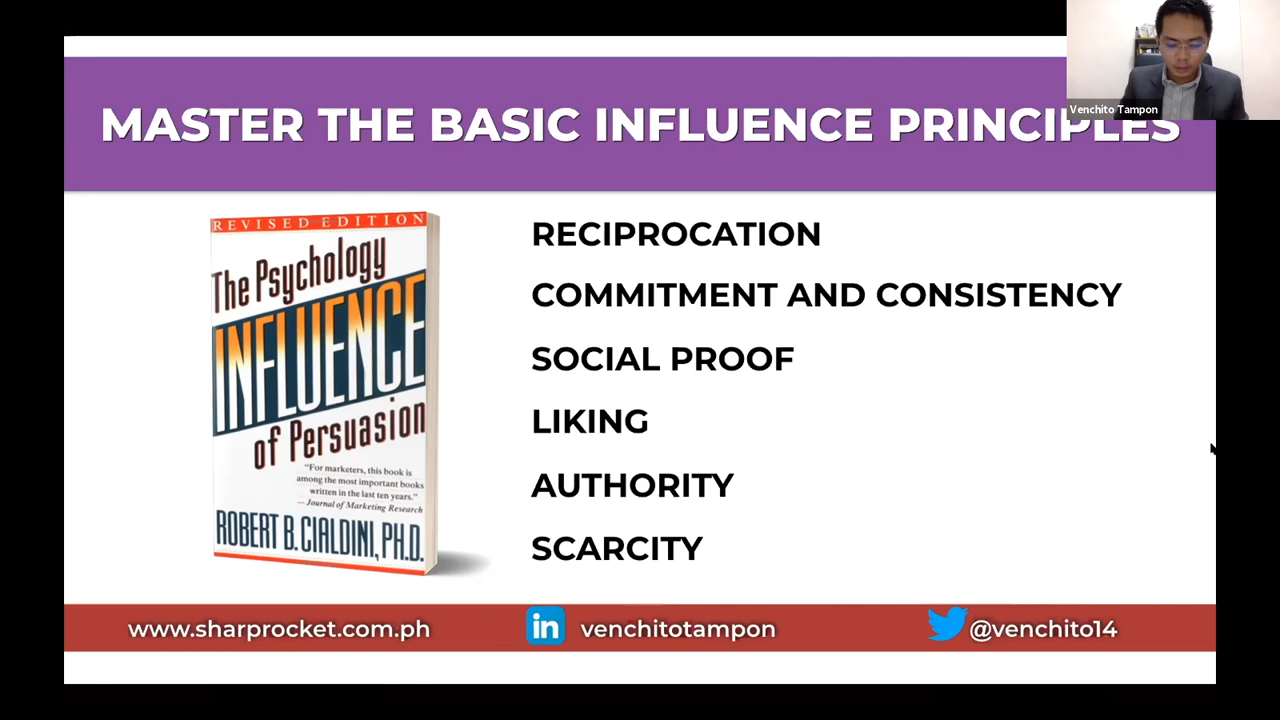 Venchito Tampon
MASTER THE BASIC INFLUENCE PRINCIPLES
REVISED EDITION
The Psychology
INFLUENCE
of Persuasion
"For marketers, this book is
among the most important books
written in the last ten years."
— Journal of Marketing Research
ROBERT B. CIALDINI, PH.D.
RECIPROCATION
COMMITMENT AND CONSISTENCY
SOCIAL PROOF
LIKING
AUTHORITY
SCARCITY
www.sharprocket.com.ph
in venchitotampon
@venchito14